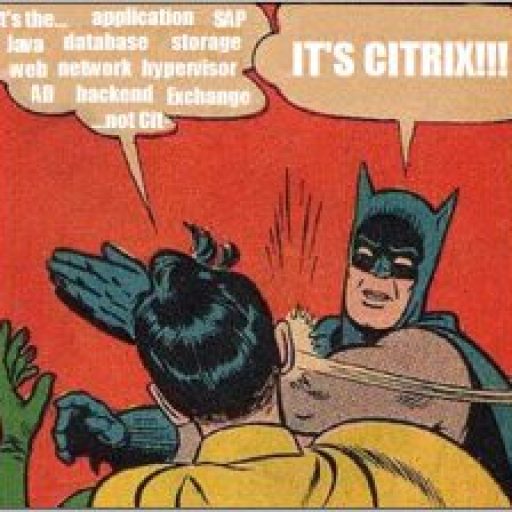 It's the... application SAP
java database storage
web network hypervisor
AD backend Exchange
...not Cit-
IT'S CITRIX!!!